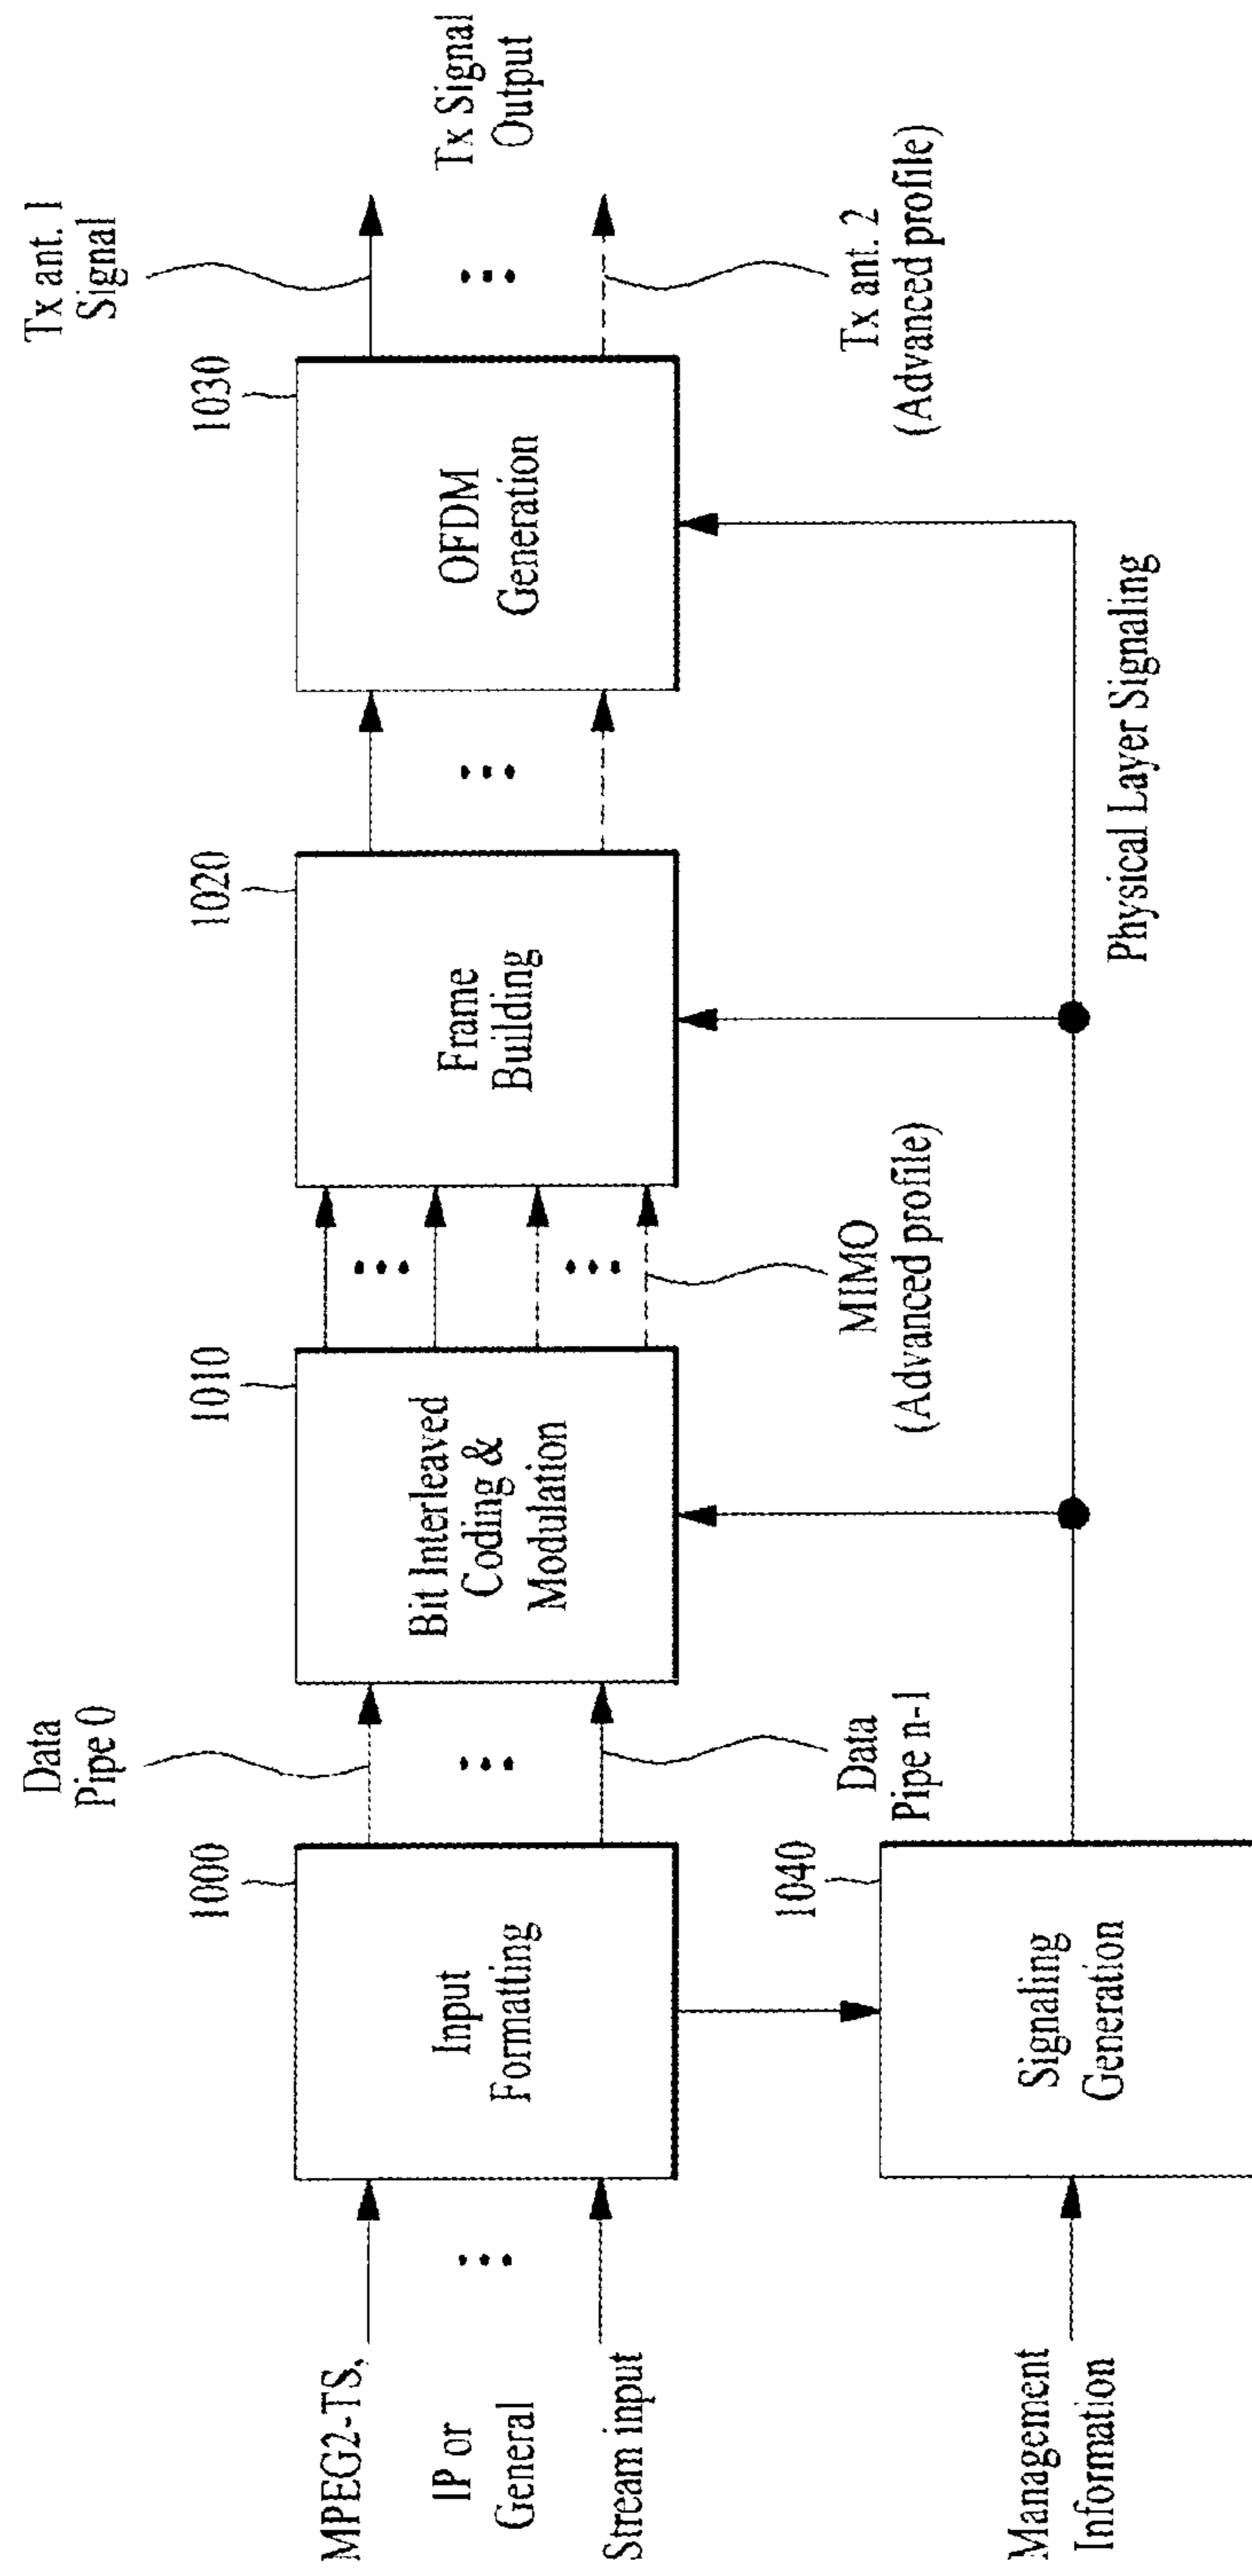 MPEG2-TS,
IP or
General
Stream input
Management
Information
1000
Input
Formatting
1040
Signaling
Generation
Data
Pipe 0
Data
Pipe n-1
1010
Bit Interleaved
Coding &
Modulation
MIMO
(Advanced profile)
1020
Frame
Building
Physical Layer Signaling
1030
OFDM
Generation
Tx ant. 1
Signal
Tx Signal
Output
Tx ant. 2
(Advanced profile)